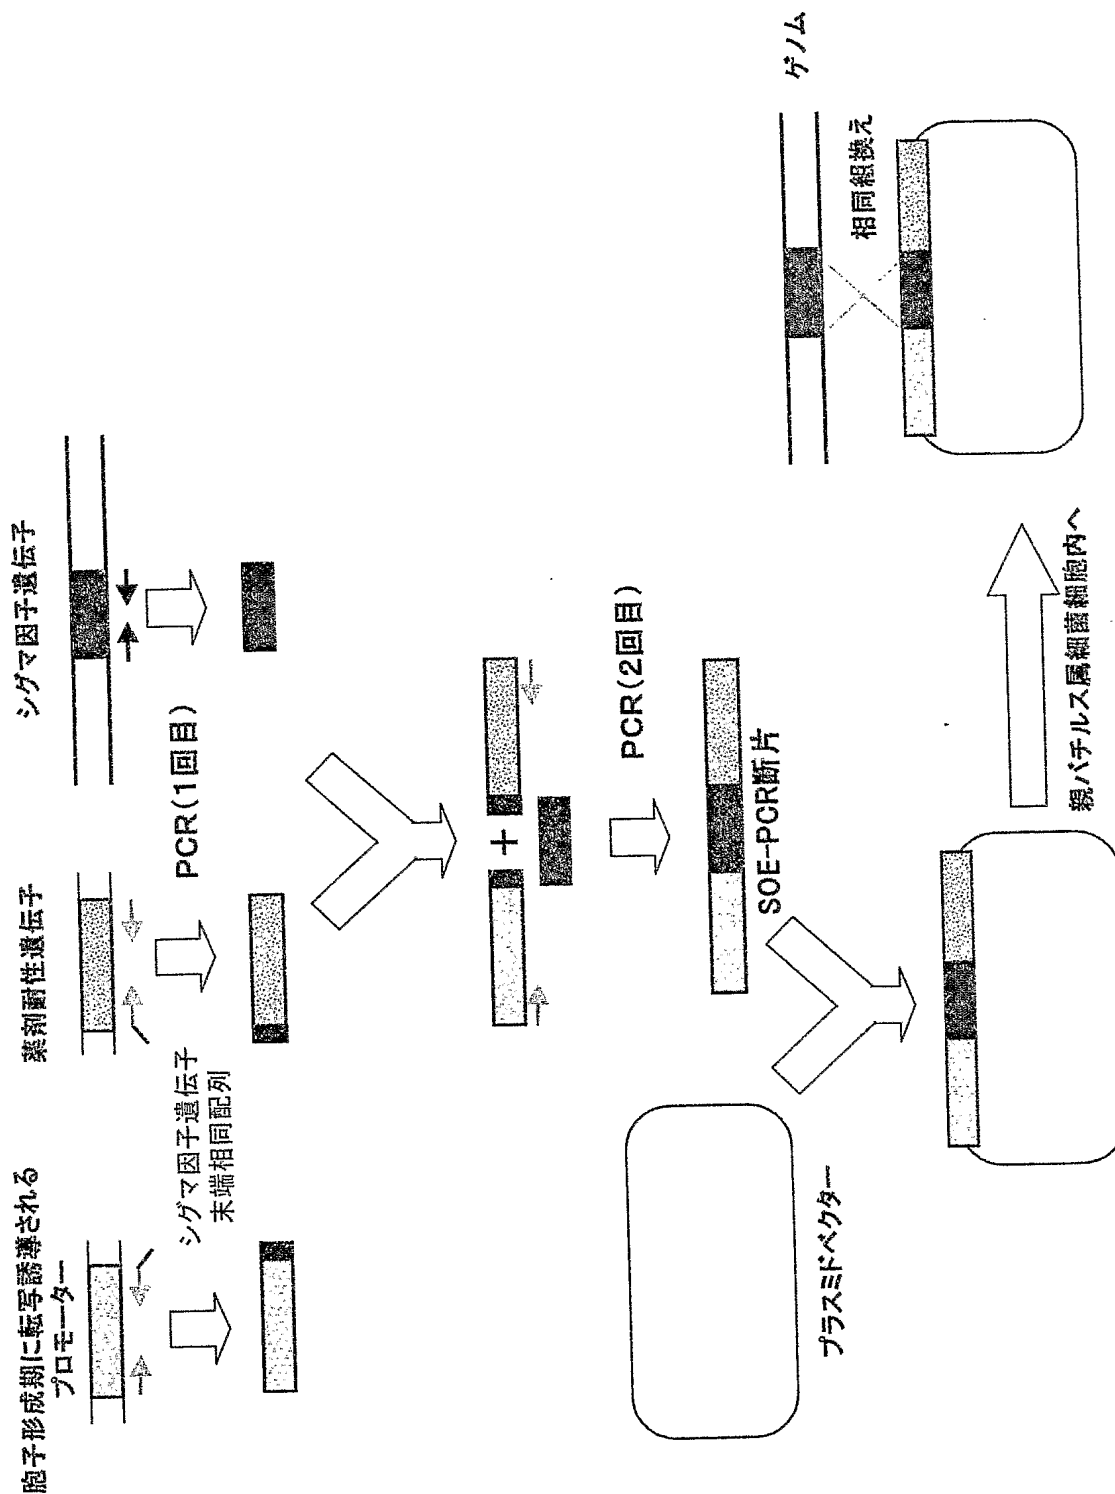 胞子形成期に転写誘導される
プロモーター
薬剤耐性遺伝子
シグマ因子遺伝子
シグマ因子遺伝子
末端相同配列
PCR(1回目)
+
PCR(2回目)
SOE-PCR断片
プラスミドベクター
親バチルス属細菌細胞内へ
ゲノム
相同組換え